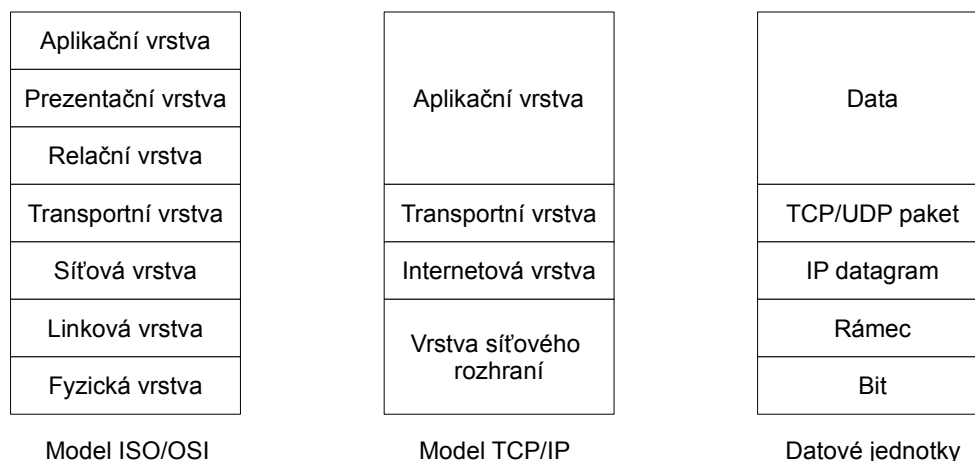 Aplikační vrstva
Prezentační vrstva
Relační vrstva
Transportní vrstva
Síťová vrstva
Linková vrstva
Fyzická vrstva
Model ISO/OSI
Aplikační vrstva
Transportní vrstva
Internetová vrstva
Vrstva síťového
rozhraní
Model TCP/IP
Data
TCP/UDP paket
IP datagram
Rámec
Bit
Datové jednotky